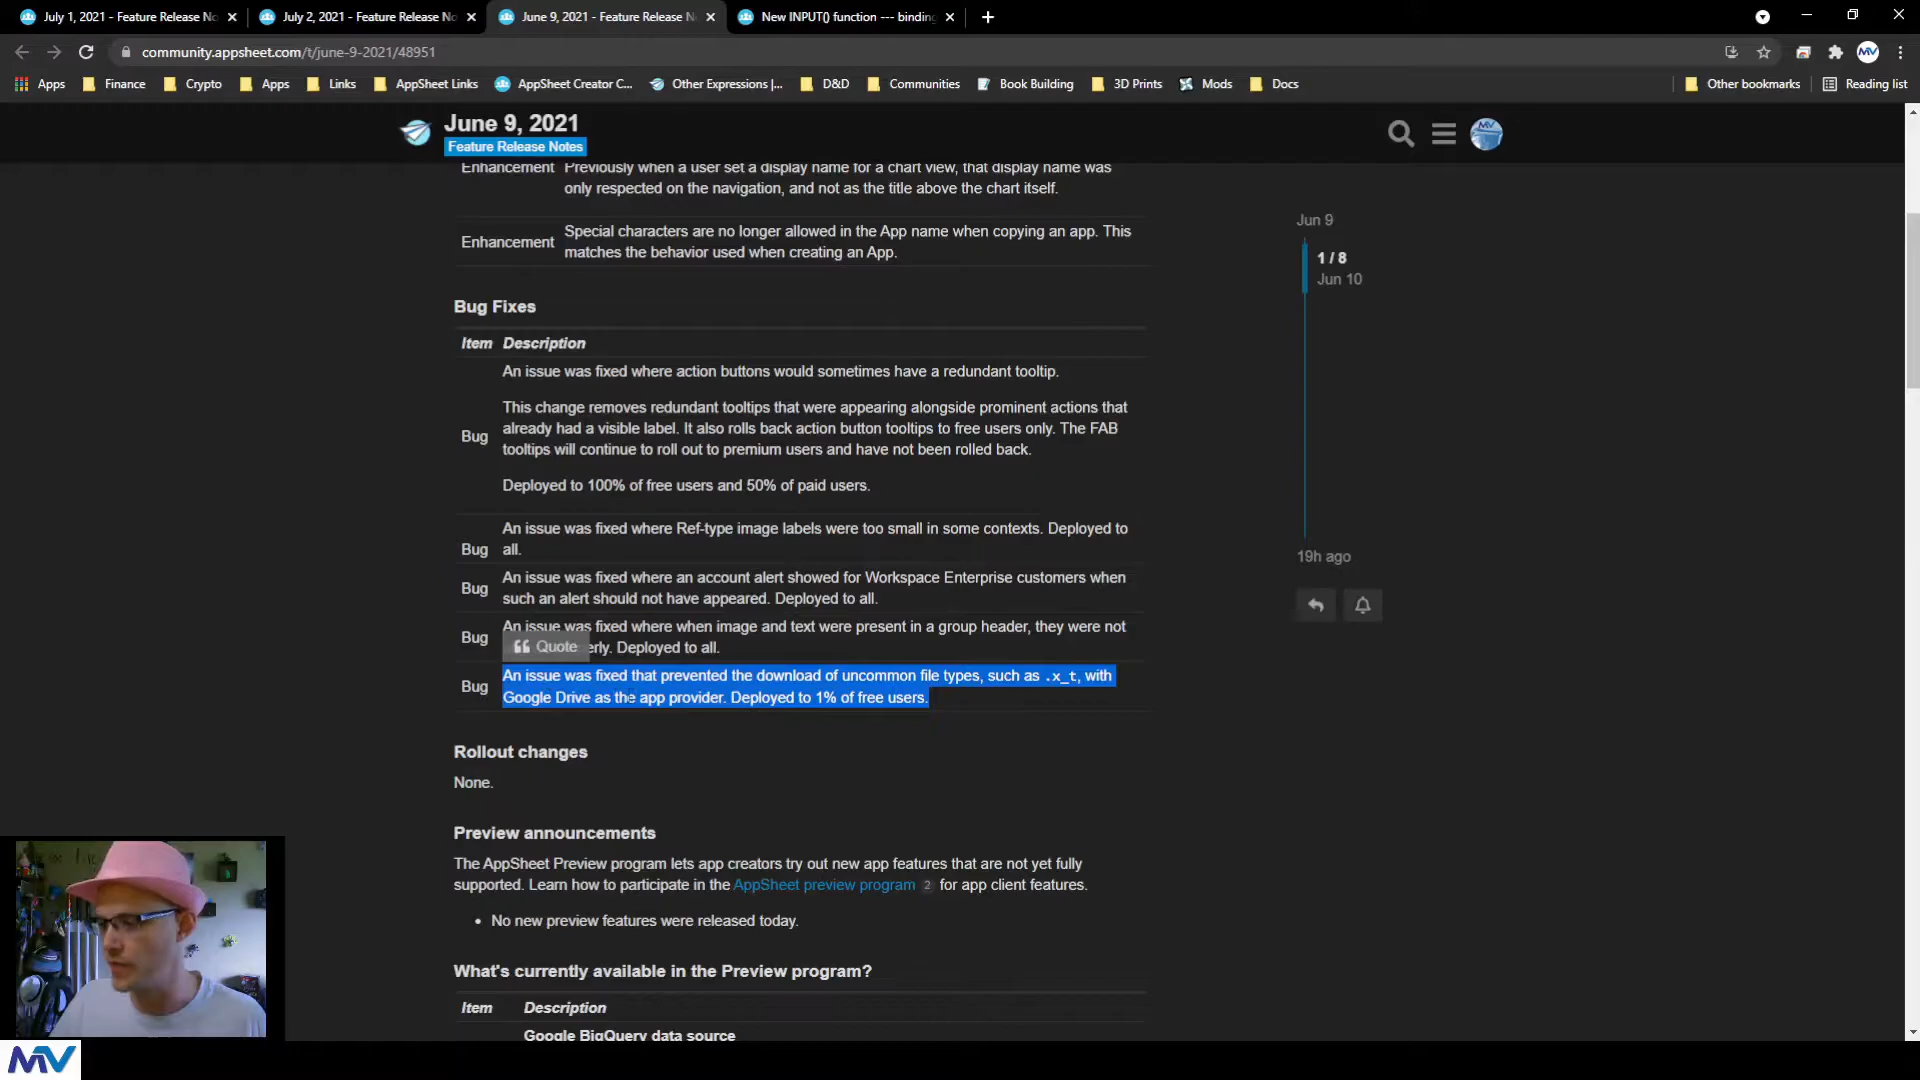 July 1, 2021 - Feature Release No
July 2, 2021 - Feature Release No
June 9, 2021 - Feature Release N
New INPUT() function --- binding
community.appsheet.com/t/june-9-2021/48951
Apps
Finance
Crypto
Apps
Links
AppSheet Links
AppSheet Creator C...
Other Expressions |...
D&D
Communities
Book Building
3D Prints
Mods
Docs
Other bookmarks
Reading list
June 9, 2021
Feature Release Notes
Enhancement Previously when a user set a display name for a chart view, that display name was
only respected on the navigation, and not as the title above the chart itself.
Special characters are no longer allowed in the App name when copying an app. This
Enhancement
matches the behavior used when creating an App.
Bug Fixes
Item Description
An issue was fixed where action buttons would sometimes have a redundant tooltip.
This change removes redundant tooltips that were appearing alongside prominent actions that
already had a visible label. It also rolls back action button tooltips to free users only. The FAB
Bug
tooltips will continue to roll out to premium users and have not been rolled back.
Deployed to 100% of free users and 50% of paid users.
An issue was fixed where Ref-type image labels were too small in some contexts. Deployed to
Bug all.
An issue was fixed where an account alert showed for Workspace Enterprise customers when
Bug
such an alert should not have appeared. Deployed to all.
An issue was fixed where when image and text were present in a group header, they were not
Bug
Quote
erly. Deployed to all.
An issue was fixed that prevented the download of uncommon file types, such as .x_t, with
Bug
Google Drive as the app provider. Deployed to 1% of free users.
Rollout changes
None.
Preview announcements
The AppSheet Preview program lets app creators try out new app features that are not yet fully
supported. Learn how to participate in the AppSheet preview program 2 for app client features.
• No new preview features were released today.
What's currently available in the Preview program?
Item Description
Google BigQuery data source
Jun 9
1 / 8
Jun 10
19h ago
MV